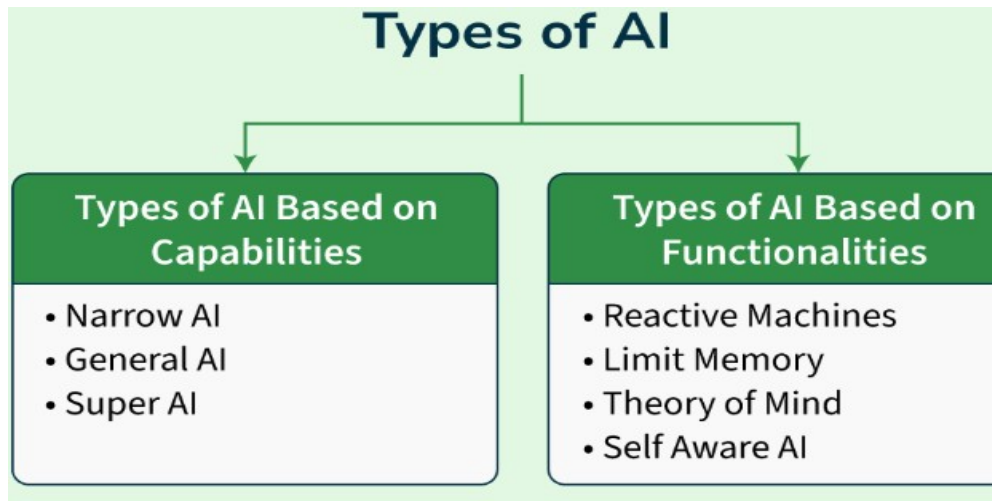 Types of AI
Types of AI Based on
Capabilities
• Narrow AI
• General AI
• Super AI
Types of AI Based on
Functionalities
• Reactive Machines
• Limit Memory
• Theory of Mind
• Self Aware AI